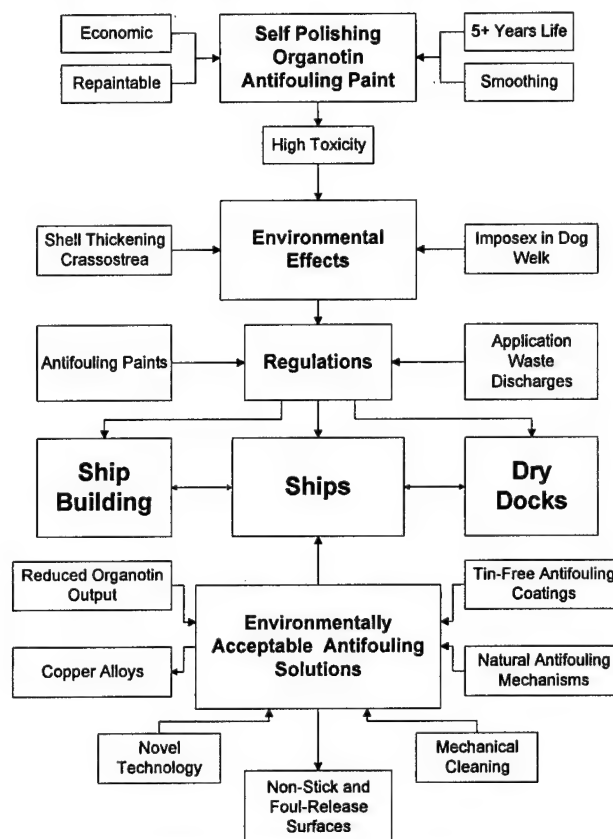 Economic
Repaintable
Self Polishing
Organotin
Antifouling Paint
5+ Years Life
Smoothing
High Toxicity
Shell Thickening
Crassostrea
Environmental
Effects
Imposex in Dog
Welk
Antifouling Paints
Regulations
Application
Waste
Discharges
Ship
Building
Ships
Dry
Docks
Reduced Organotin
Output
Copper Alloys
Environmentally
Acceptable Antifouling
Solutions
Tin-Free Antifouling
Coatings
Natural Antifouling
Mechanisms
Novel
Technology
Mechanical
Cleaning
Non-Stick and
Foul-Release
Surfaces